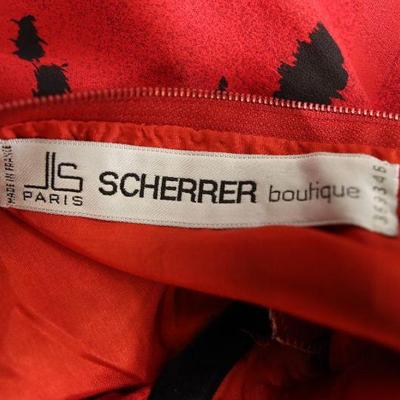 MADE IN FRANCE
JLS
PARIS
SCHERRER boutique